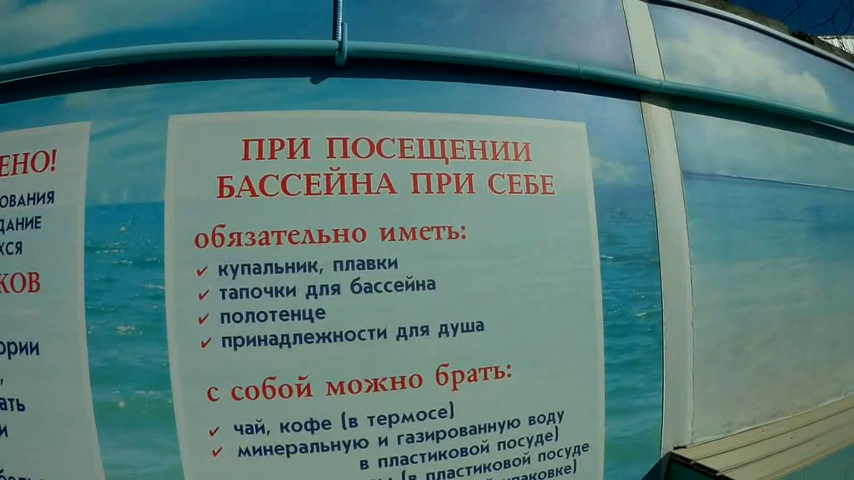 ЕНО!
ОВАНИЯ
ДАНИЕ
ХСЯ
КОВ
ории
ать
ПРИ ПОСЕЩЕНИИ
БАССЕЙНА ПРИ СЕБЕ
обязательно иметь:
✓ купальник, плавки
✓ тапочки для бассейна
✓ полотенце
✓ принадлежности для душа
с собой можно брать:
✓ чай, кофе (в термосе)
✓ минеральную и газированную воду
в пластиковой посуде)
(в пластиковой посуде
упаковке)